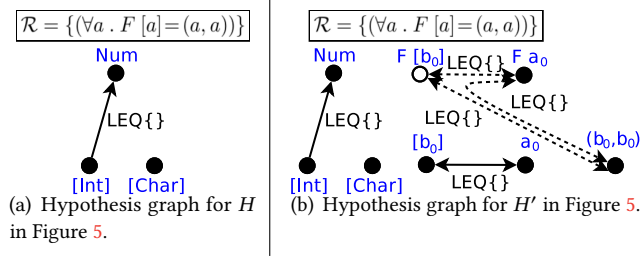 R = {(∀a . F [a]=(a, a))}
Num
LEQ{}
[Int] [Char]
(a) Hypothesis graph for H
in Figure 5.
R = {(∀a . F [a]=(a, a))}
Num F [b₀] F a₀
LEQ{}
LEQ{}
LEQ{} LEQ{}
[b₀] a₀ (b₀,b₀)
[Int] [Char]
LEQ{}
(b) Hypothesis graph for H′ in Figure 5.